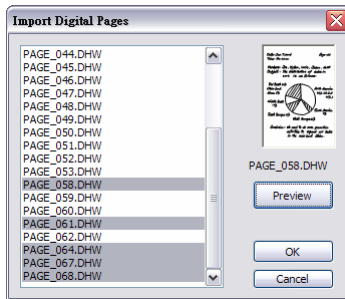 Import Digital Pages
PAGE_044.DHW
PAGE_045.DHW
PAGE_046.DHW
PAGE_047.DHW
PAGE_048.DHW
PAGE_049.DHW
PAGE_050.DHW
PAGE_051.DHW
PAGE_052.DHW
PAGE_053.DHW
PAGE_058.DHW
PAGE_059.DHW
PAGE_060.DHW
PAGE_061.DHW
PAGE_062.DHW
PAGE_064.DHW
PAGE_067.DHW
PAGE_068.DHW
PAGE_058.DHW
Preview
OK
Cancel